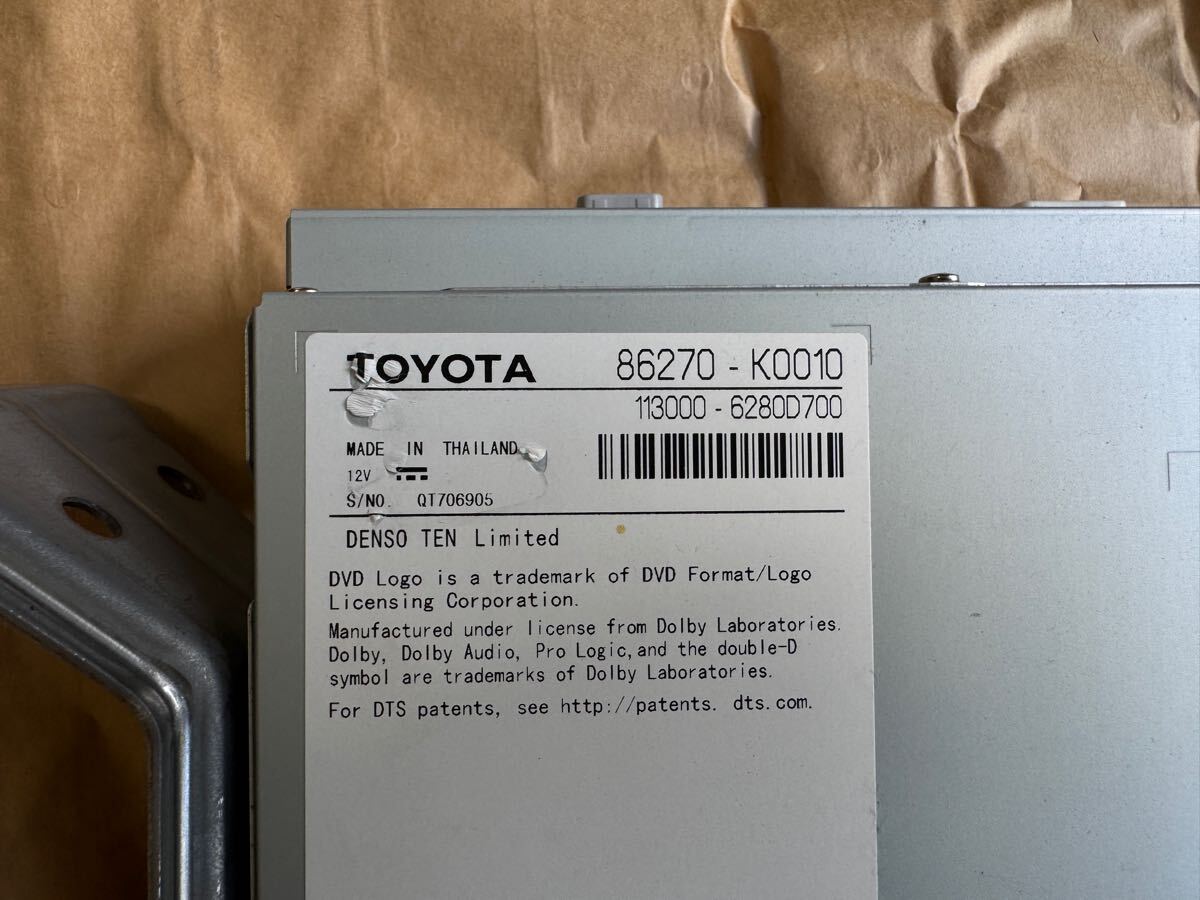 TOYOTA 86270 - K0010
113000 - 6280D700
MADE IN THAILAND
12V
S/NO. QT706905
DENSO TEN Limited
DVD Logo is a trademark of DVD Format/Logo
Licensing Corporation.
Manufactured under license from Dolby Laboratories.
Dolby, Dolby Audio, Pro Logic, and the double-D
symbol are trademarks of Dolby Laboratories.
For DTS patents, see http://patents. dts. com.